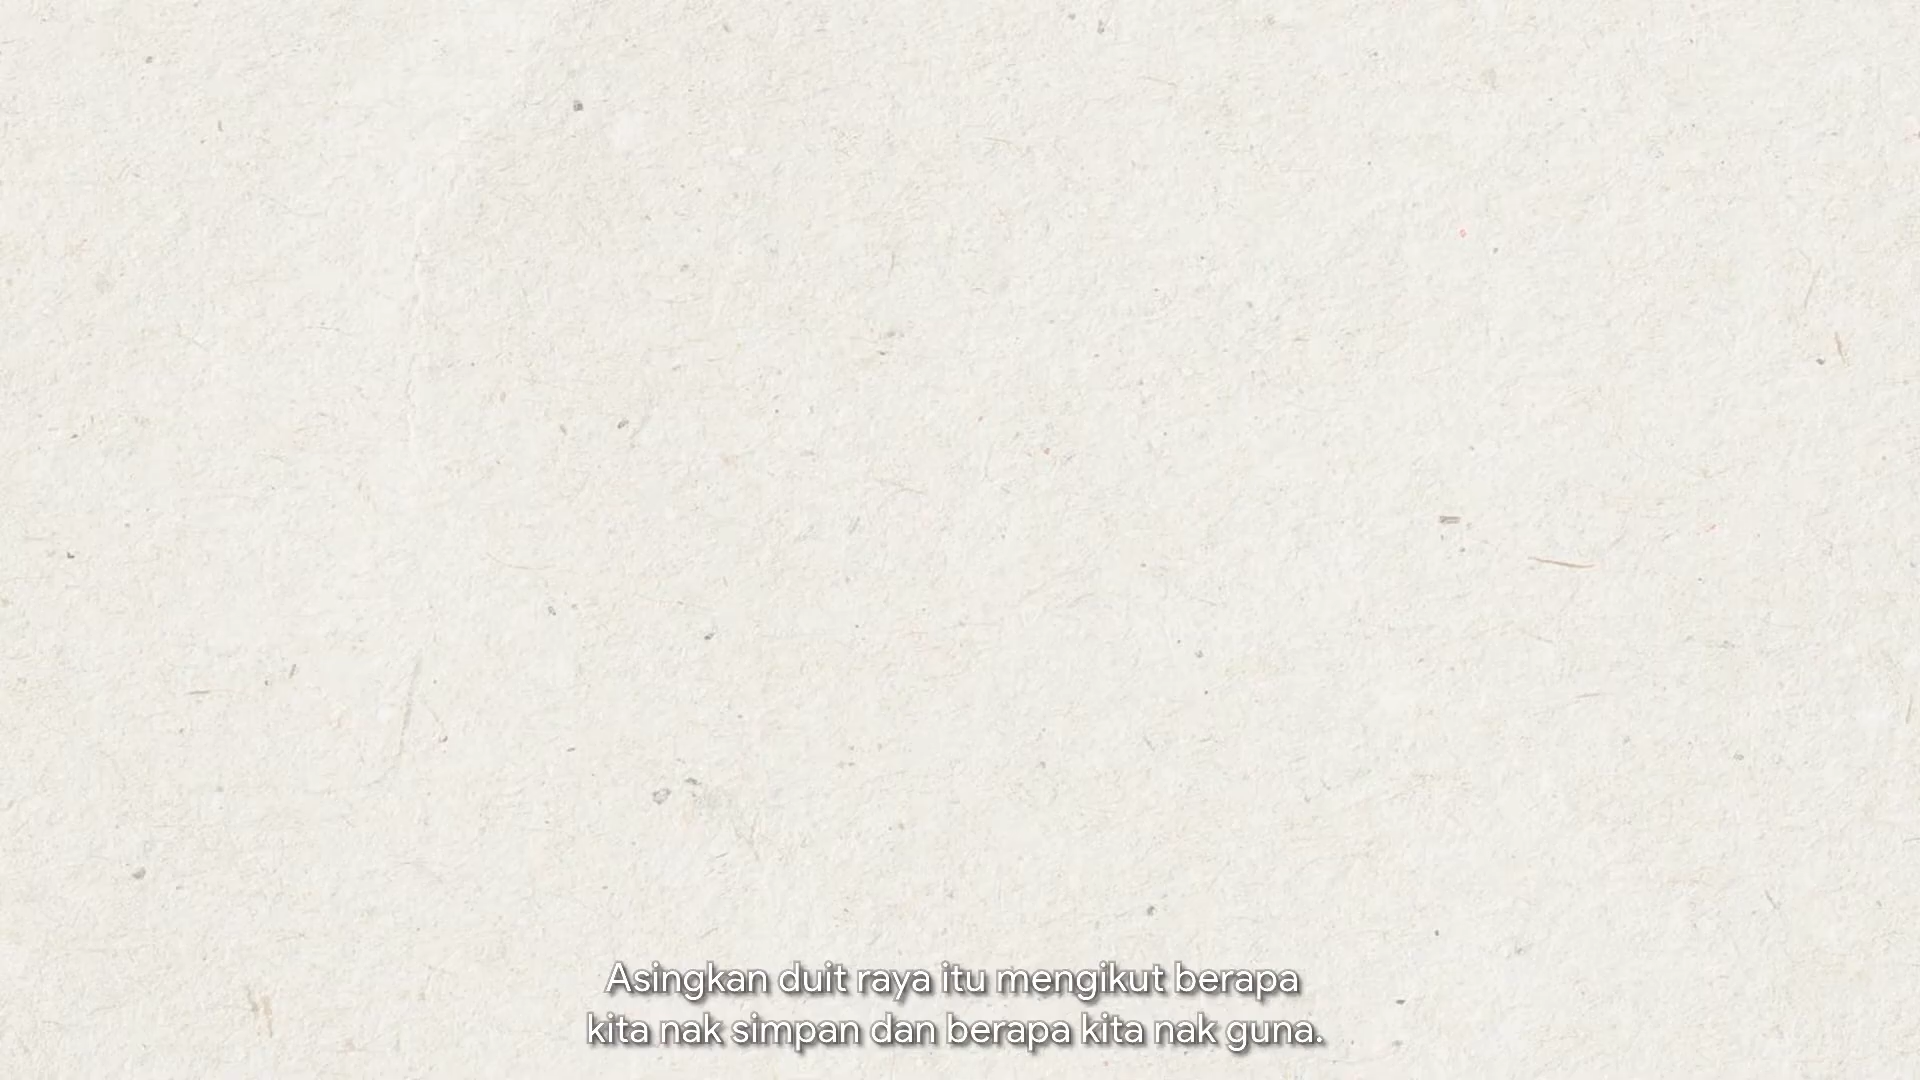 Asingkan duit raya itu mengikut berapa
kita nak simpan dan berapa kita nak guna.